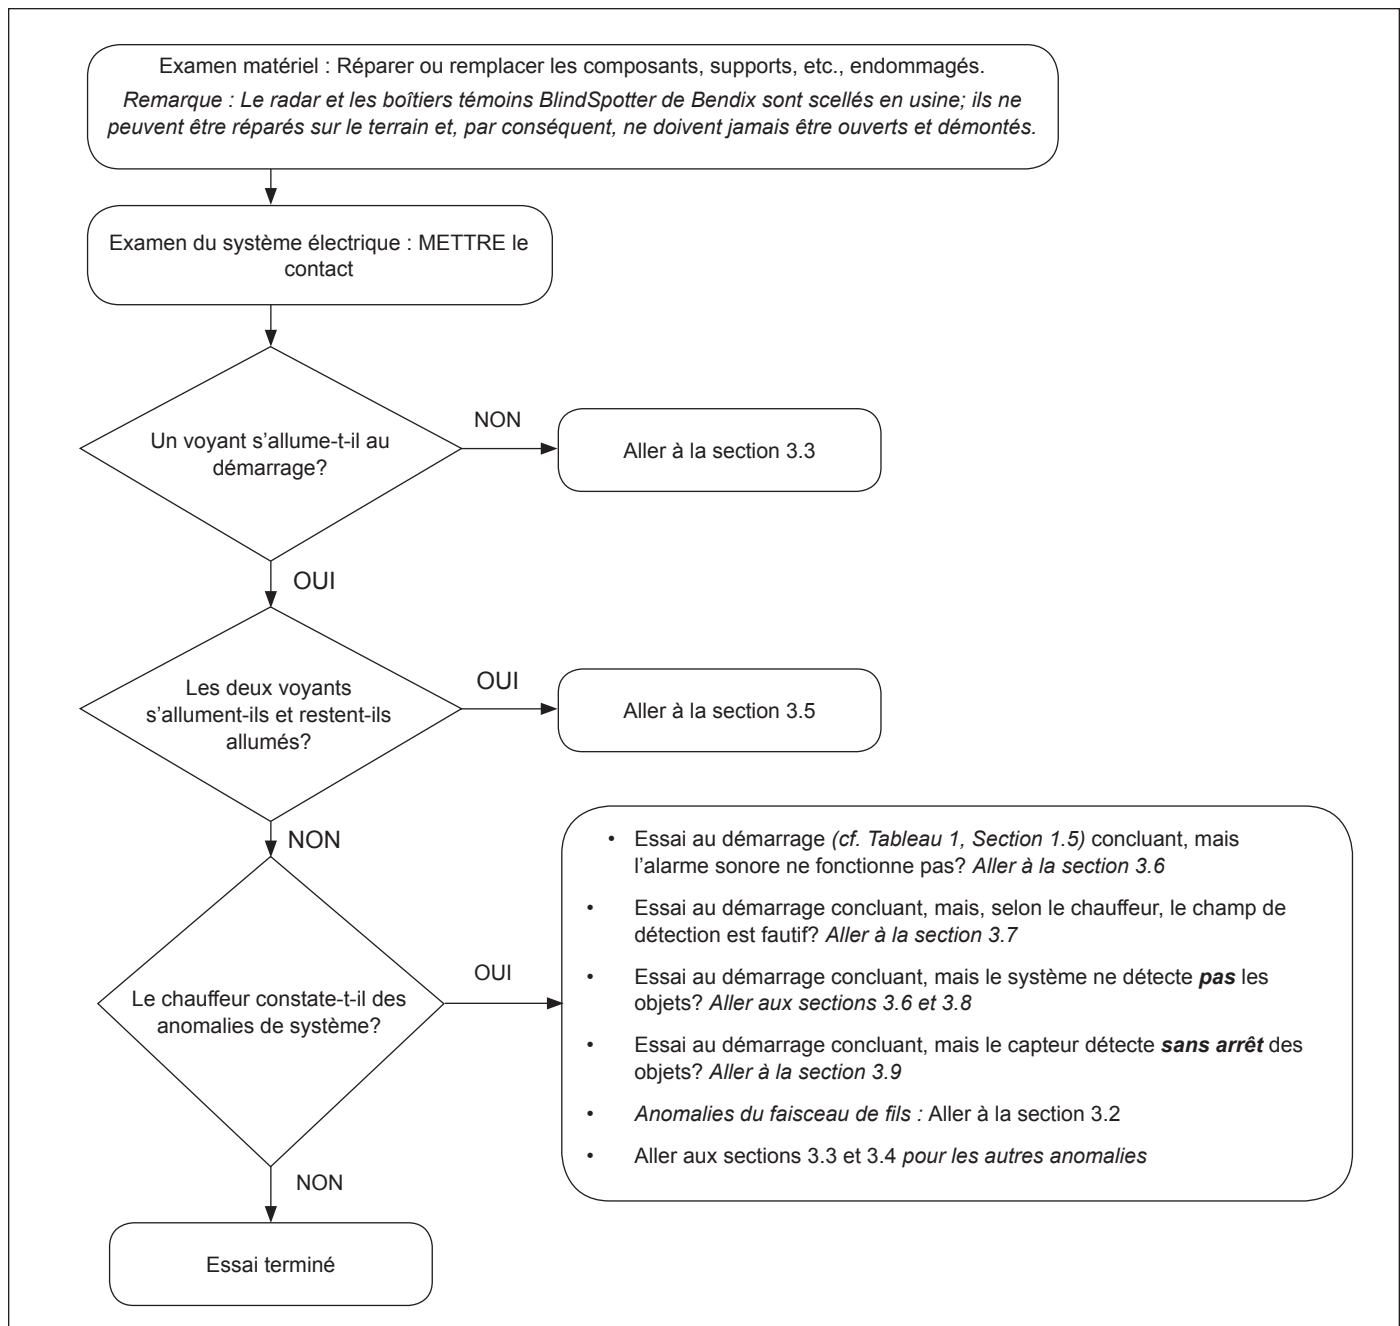 Examen matériel : Réparer ou remplacer les composants, supports, etc., endommagés.
Remarque : Le radar et les boîtiers témoins BlindSpotter de Bendix sont scellés en usine; ils ne
peuvent être réparés sur le terrain et, par conséquent, ne doivent jamais être ouverts et démontés.
Examen du système électrique : METTRE le
contact
Un voyant s’allume-t-il au
démarrage?
NON
Aller à la section 3.3
OUI
Les deux voyants
s’allument-ils et restent-ils
allumés?
OUI
Aller à la section 3.5
NON
Le chauffeur constate-t-il des
anomalies de système?
OUI
• Essai au démarrage (cf. Tableau 1, Section 1.5) concluant, mais
l’alarme sonore ne fonctionne pas? Aller à la section 3.6
• Essai au démarrage concluant, mais, selon le chauffeur, le champ de
détection est fautif? Aller à la section 3.7
• Essai au démarrage concluant, mais le système ne détecte pas les
objets? Aller aux sections 3.6 et 3.8
• Essai au démarrage concluant, mais le capteur détecte sans arrêt des
objets? Aller à la section 3.9
• Anomalies du faisceau de fils : Aller à la section 3.2
• Aller aux sections 3.3 et 3.4 pour les autres anomalies
NON
Essai terminé